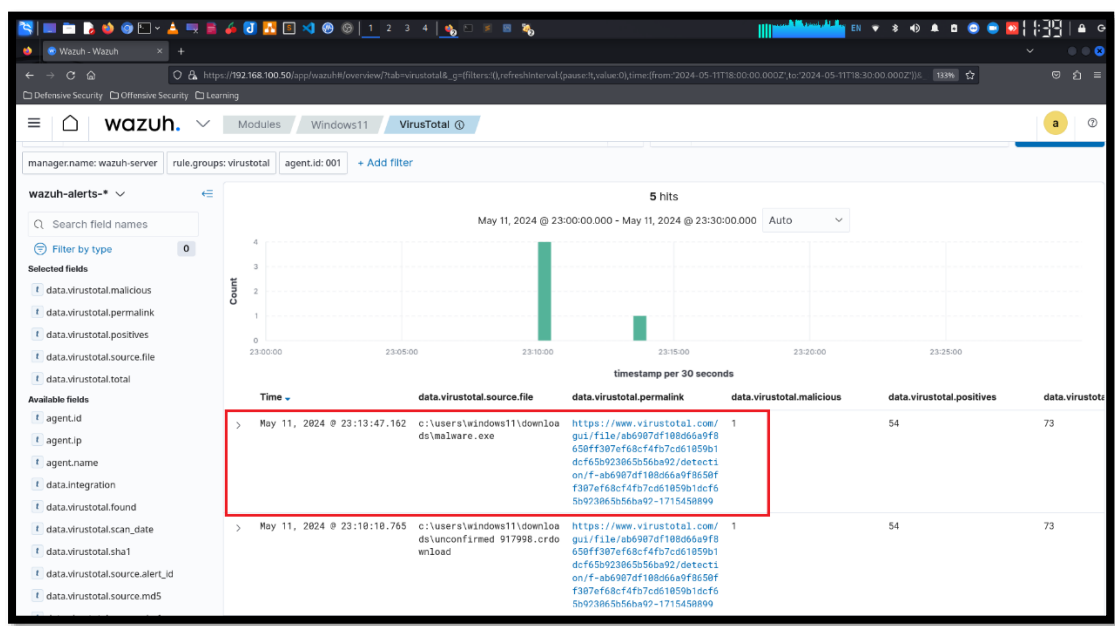 1 2 3 4
EN
1:39
Wazuh - Wazuh × +
https://192.168.100.50/app/wazuh#/overview/?tab=virustotal&_g=(filters:!(),refreshInterval:(pause:!t,value:0),time:(from:'2024-05-11T18:00:00.000Z',to:'2024-05-11T18:30:00.000Z'))&
133%
Defensive Security Offensive Security Learning
wazuh. Modules Windows11 VirusTotal
a
manager.name: wazuh-server rule.groups: virustotal agent.id: 001 + Add filter
wazuh-alerts-*
Search field names
Filter by type 0
Selected fields
t data.virustotal.malicious
t data.virustotal.permalink
t data.virustotal.positives
t data.virustotal.source.file
t data.virustotal.total
Available fields
t agent.id
t agent.ip
t agent.name
t data.integration
t data.virustotal.found
t data.virustotal.scan_date
t data.virustotal.sha1
t data.virustotal.source.alert_id
t data.virustotal.source.md5
5 hits
May 11, 2024 @ 23:00:00.000 - May 11, 2024 @ 23:30:00.000 Auto
Count
4
3
2
1
0
23:00:00 23:05:00 23:10:00 23:15:00 23:20:00 23:25:00
timestamp per 30 seconds
Time data.virustotal.source.file data.virustotal.permalink data.virustotal.malicious data.virustotal.positives data.virustota
May 11, 2024 @ 23:13:47.162 c:\users\windows11\downloa https://www.virustotal.com/ 1 54 73
ds\malware.exe gui/file/ab6907df108d66a9f8
650ff307ef68cf4fb7cd61059b1
dcf65b923065b56ba92/detecti
on/f-ab6907df108d66a9f8650f
f307ef68cf4fb7cd61059b1dcf6
5b923065b56ba92-1715450899
May 11, 2024 @ 23:10:10.765 c:\users\windows11\downloa https://www.virustotal.com/ 1 54 73
ds\unconfirmed 917998.crdo gui/file/ab6907df108d66a9f8
wnload 650ff307ef68cf4fb7cd61059b1
dcf65b923065b56ba92/detecti
on/f-ab6907df108d66a9f8650f
f307ef68cf4fb7cd61059b1dcf6
5b923065b56ba92-1715450899